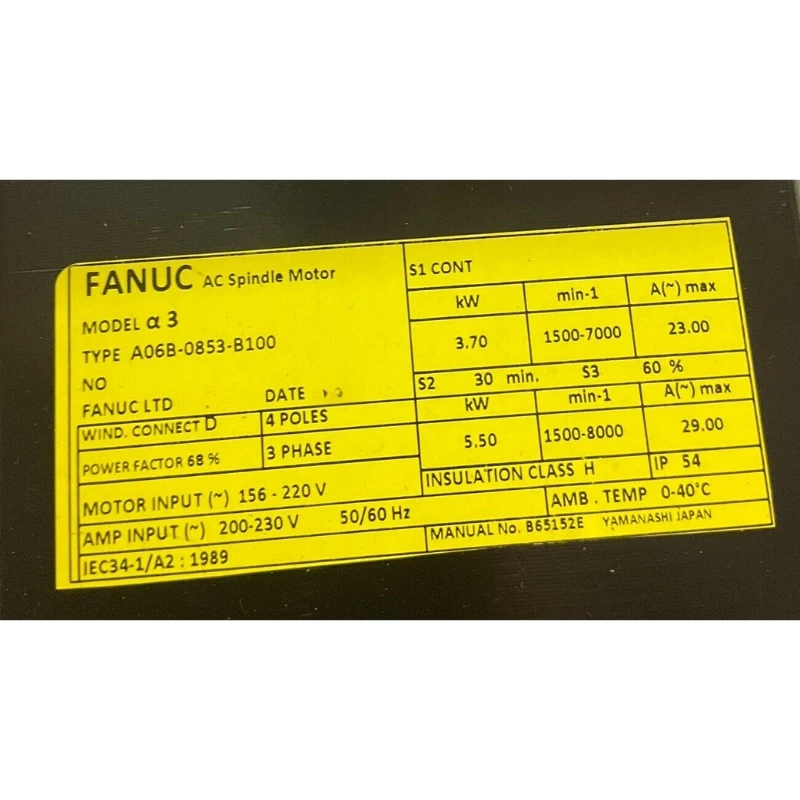 FANUC AC Spindle Motor
MODEL α 3
TYPE A06B-0853-B100
NO
FANUC LTD DATE
WIND. CONNECT D 4 POLES
POWER FACTOR 68 % 3 PHASE
MOTOR INPUT (~) 156 - 220 V
AMP INPUT (~) 200-230 V 50/60 Hz
IEC34-1/A2 : 1989
S1 CONT
kW min-1 A(~) max
3.70 1500-7000 23.00
S2 30 min. S3 60 %
kW min-1 A(~) max
5.50 1500-8000 29.00
INSULATION CLASS H IP 54
AMB . TEMP 0-40°C
MANUAL No. B65152E YAMANASHI JAPAN